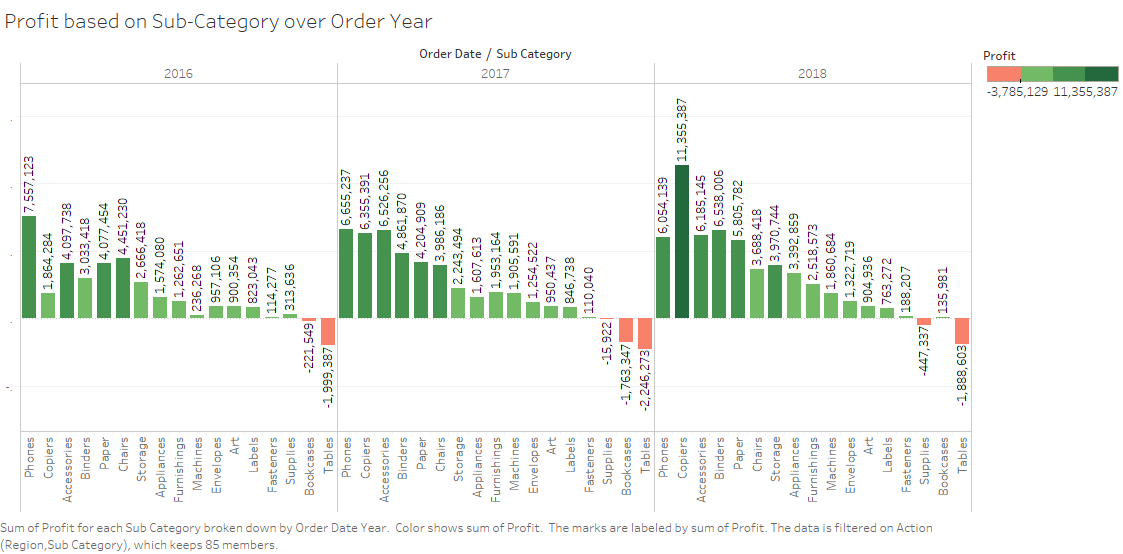 Profit based on Sub-Category over Order Year
Order Date / Sub Category
Profit
-3,785,129 11,355,387
2016
2017
2018
7,557,123
1,864,284
4,097,738
3,033,418
4,077,454
4,451,230
2,666,418
1,574,080
1,262,651
236,268
957,106
900,354
823,043
114,277
313,636
-221,549
-1,999,387
6,655,237
6,355,391
6,526,256
4,861,870
4,204,909
3,986,186
2,243,494
1,607,613
1,953,164
1,905,591
1,254,522
950,437
846,738
110,040
-15,922
-1,763,347
-2,246,273
6,054,139
11,355,387
6,185,145
6,538,006
5,805,782
3,688,418
3,970,744
3,392,859
2,518,573
1,860,684
1,322,719
904,936
763,272
188,207
-447,337
135,981
-1,888,603
Phones
Copiers
Accessories
Binders
Paper
Chairs
Storage
Appliances
Furnishings
Machines
Envelopes
Art
Labels
Fasteners
Supplies
Bookcases
Tables
Phones
Copiers
Accessories
Binders
Paper
Chairs
Storage
Appliances
Furnishings
Machines
Envelopes
Art
Labels
Fasteners
Supplies
Bookcases
Tables
Phones
Copiers
Accessories
Binders
Paper
Chairs
Storage
Appliances
Furnishings
Machines
Envelopes
Art
Labels
Fasteners
Supplies
Bookcases
Tables
Sum of Profit for each Sub Category broken down by Order Date Year.  Color shows sum of Profit.  The marks are labeled by sum of Profit. The data is filtered on Action
(Region,Sub Category), which keeps 85 members.